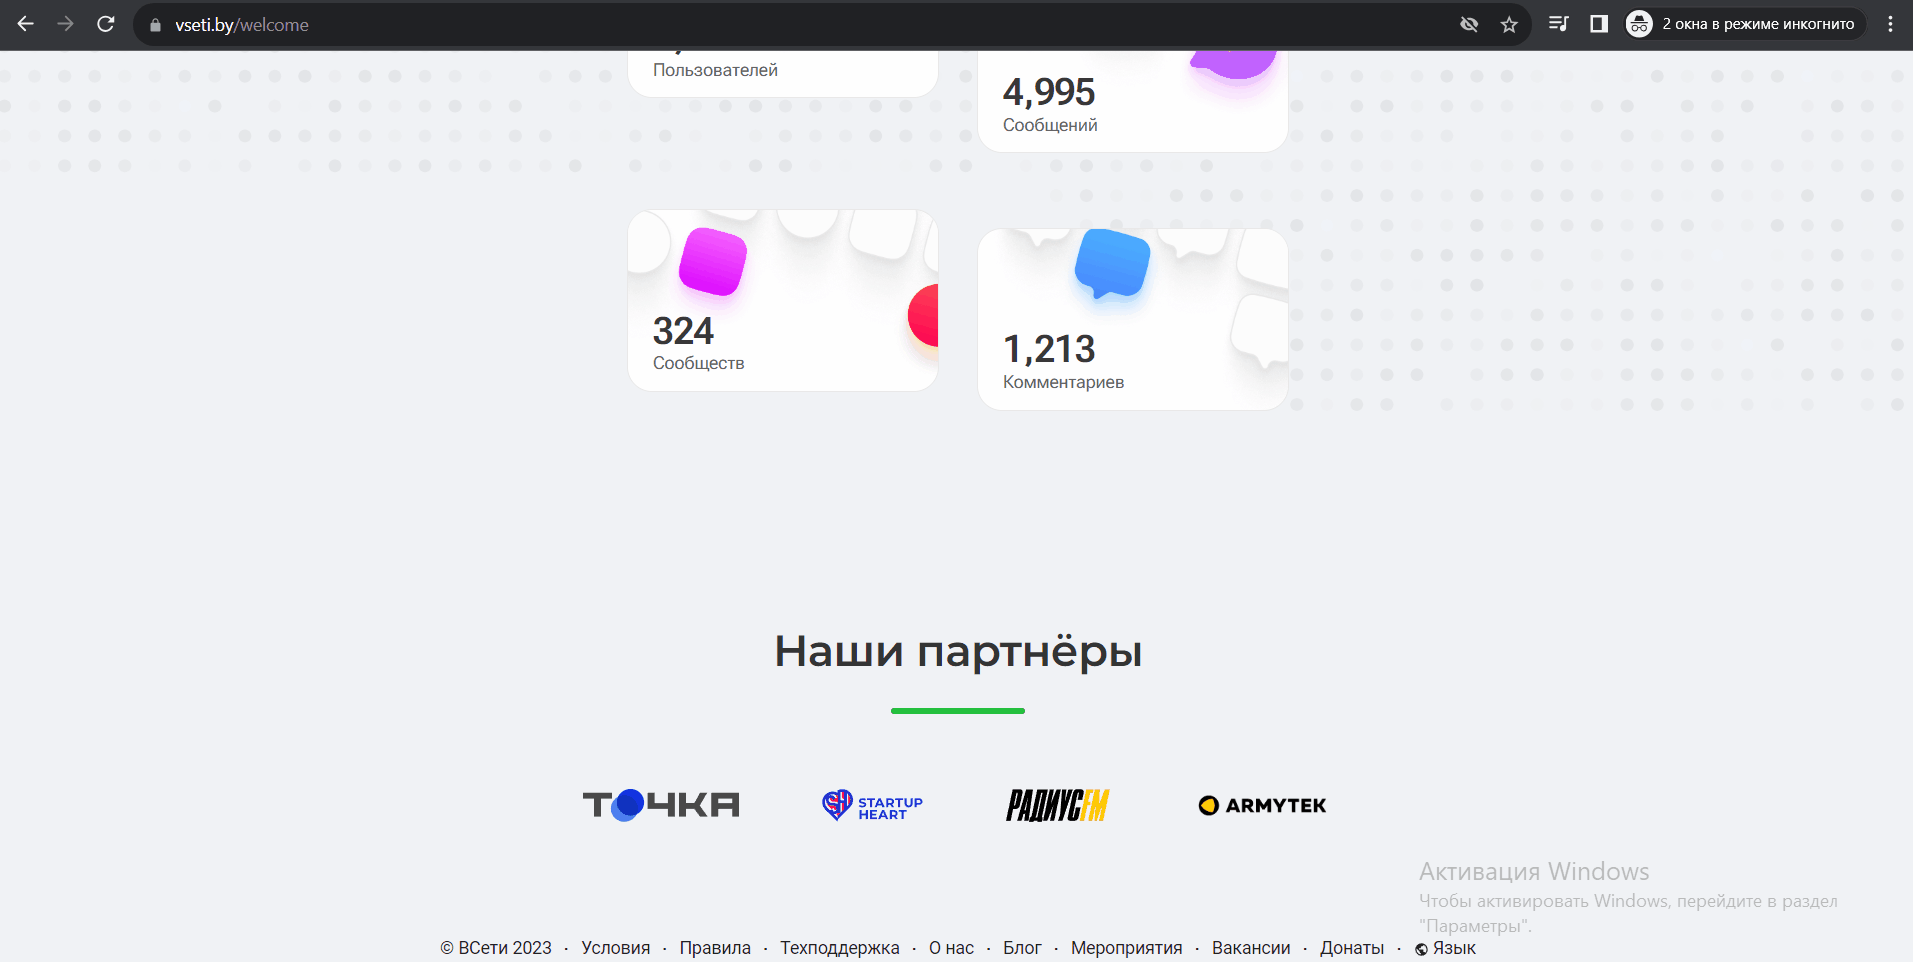 vseti.by/welcome
2 окна в режиме инкогнито
Пользователей
4,995
Сообщений
324
Сообществ
1,213
Комментариев
Наши партнёры
ТОЧКА
STARTUP
HEART
РАДИУСFM
ARMYTEK
Активация Windows
Чтобы активировать Windows, перейдите в раздел
"Параметры".
© ВСети 2023 · Условия · Правила · Техподдержка · О нас · Блог · Мероприятия · Вакансии · Донаты · Язык